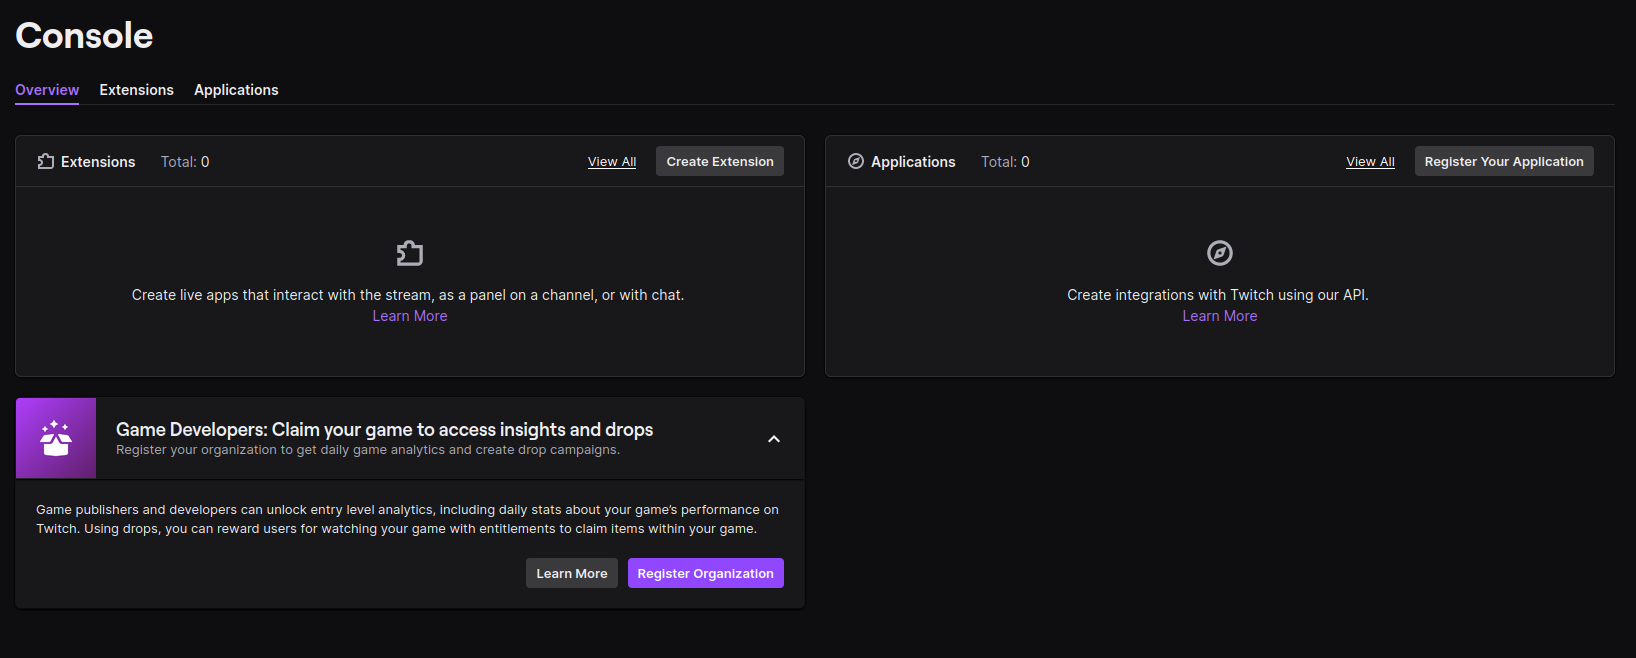 Console
Overview Extensions Applications
Extensions Total: 0 View All Create Extension
Create live apps that interact with the stream, as a panel on a channel, or with chat.
Learn More
Applications Total: 0 View All Register Your Application
Create integrations with Twitch using our API.
Learn More
Game Developers: Claim your game to access insights and drops
Register your organization to get daily game analytics and create drop campaigns.
Game publishers and developers can unlock entry level analytics, including daily stats about your game’s performance on
Twitch. Using drops, you can reward users for watching your game with entitlements to claim items within your game.
Learn More Register Organization